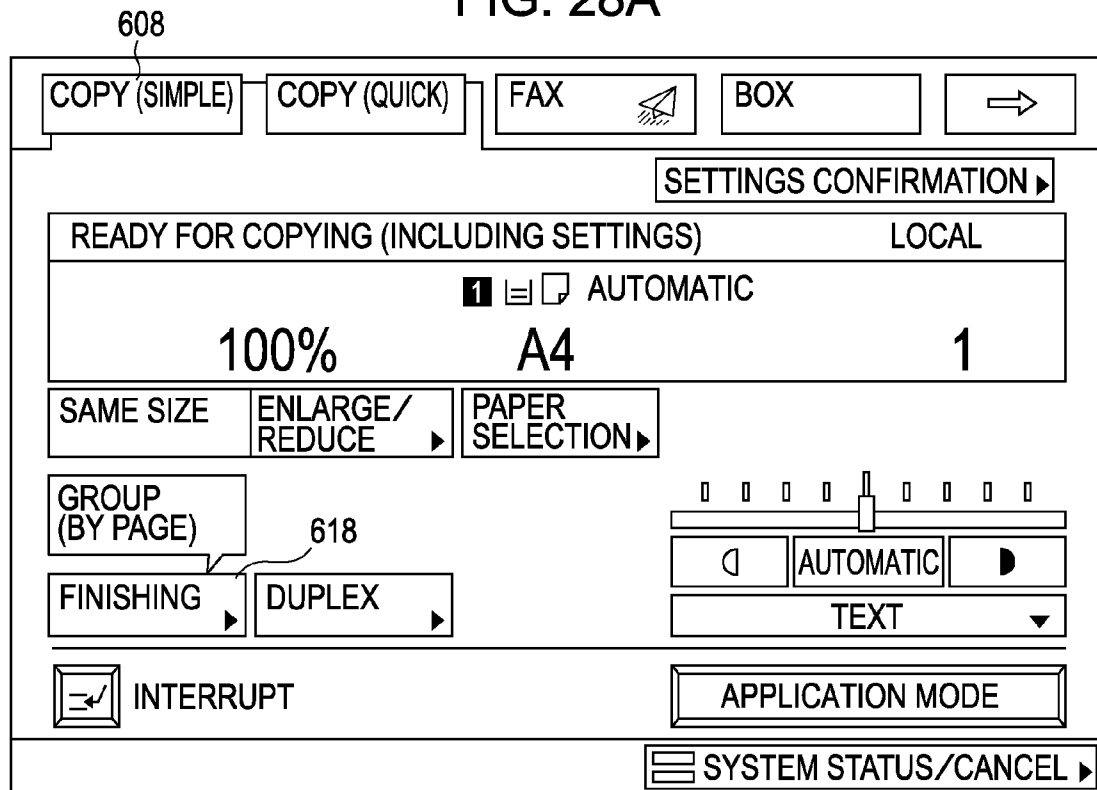 FIG. 28A
608
COPY (SIMPLE) COPY (QUICK) FAX BOX
SETTINGS CONFIRMATION
READY FOR COPYING (INCLUDING SETTINGS) LOCAL
1 AUTOMATIC
100% A4 1
SAME SIZE ENLARGE/
REDUCE PAPER
SELECTION
GROUP
(BY PAGE)
618
FINISHING DUPLEX
AUTOMATIC
TEXT
INTERRUPT APPLICATION MODE
SYSTEM STATUS/CANCEL